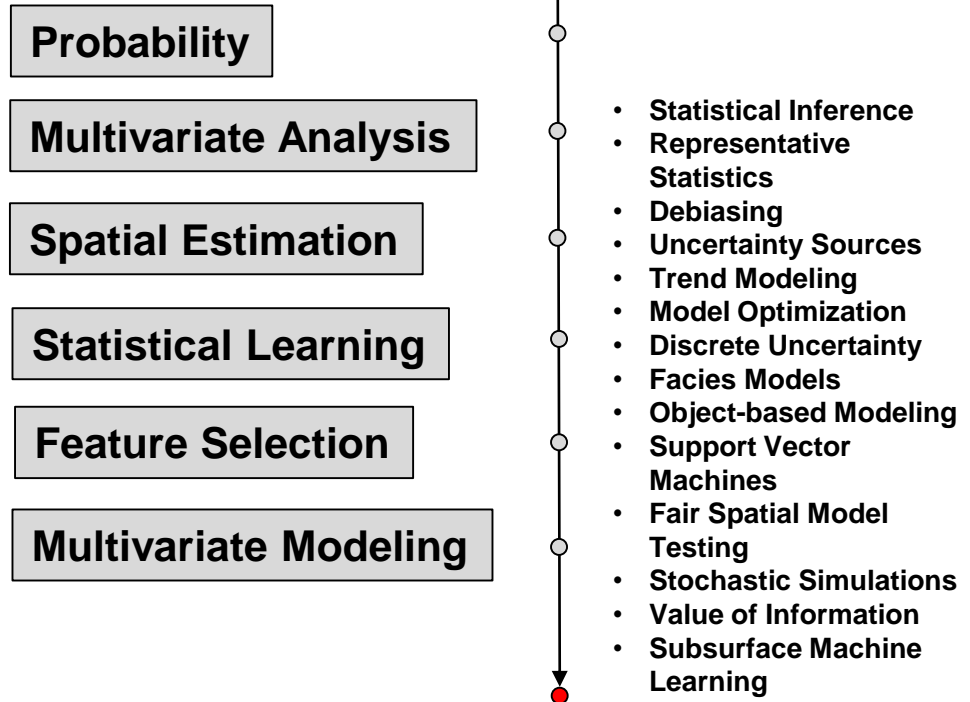 Probability
Multivariate Analysis
Spatial Estimation
Statistical Learning
Feature Selection
Multivariate Modeling
• Statistical Inference
• Representative
Statistics
• Debiasing
• Uncertainty Sources
• Trend Modeling
• Model Optimization
• Discrete Uncertainty
• Facies Models
• Object-based Modeling
• Support Vector
Machines
• Fair Spatial Model
Testing
• Stochastic Simulations
• Value of Information
• Subsurface Machine
Learning